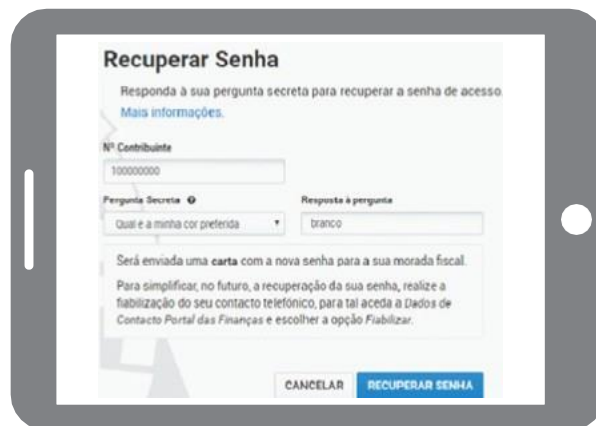 Recuperar Senha
Responda à sua pergunta secreta para recuperar a senha de acesso
Mais informações.
Nº Contribuinte
100000000
Pergunta Secreta
Resposta à pergunta
Qual é a minha cor preferida
branco
Será enviada uma carta com a nova senha para a sua morada fiscal.
Para simplificar, no futuro, a recuperação da sua senha, realize a
fiabilização do seu contacto telefónico, para tal aceda a Dados de
Contacto Portal das Finanças e escolher a opção Fiabilizar.
CANCELAR
RECUPERAR SENHA